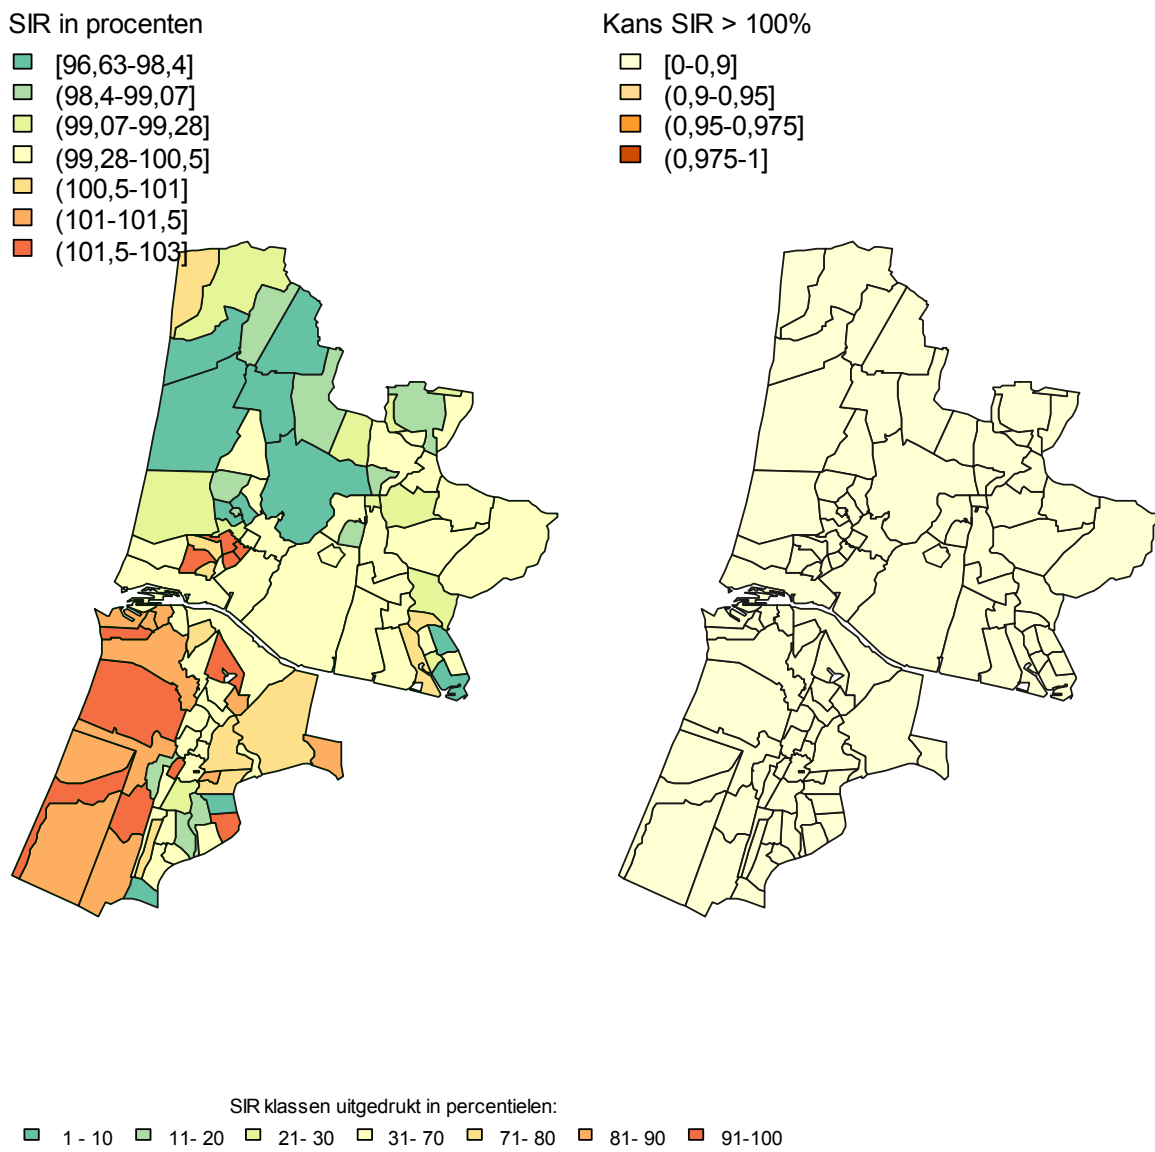 SIR in procenten
[96,63-98,4]
(98,4-99,07]
(99,07-99,28]
(99,28-100,5]
(100,5-101]
(101-101,5]
(101,5-103]
Kans SIR > 100%
[0-0,9]
(0,9-0,95]
(0,95-0,975]
(0,975-1]
SIR klassen uitgedrukt in percentielen:
1 - 10 11- 20 21- 30 31- 70 71- 80 81- 90 91-100